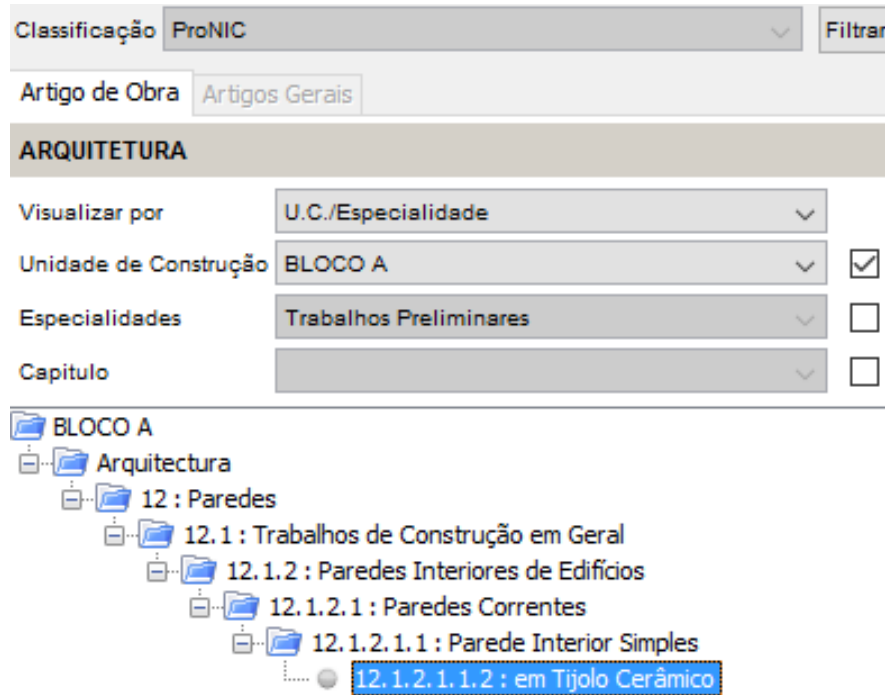 Classificação ProNIC Filtrar
Artigo de Obra Artigos Gerais
ARQUITETURA
Visualizar por U.C./Especialidade
Unidade de Construção BLOCO A
Especialidades Trabalhos Preliminares
Capitulo
BLOCO A
Arquitectura
12 : Paredes
12.1 : Trabalhos de Construção em Geral
12.1.2 : Paredes Interiores de Edifícios
12.1.2.1 : Paredes Correntes
12.1.2.1.1 : Parede Interior Simples
12.1.2.1.1.2 : em Tijolo Cerâmico